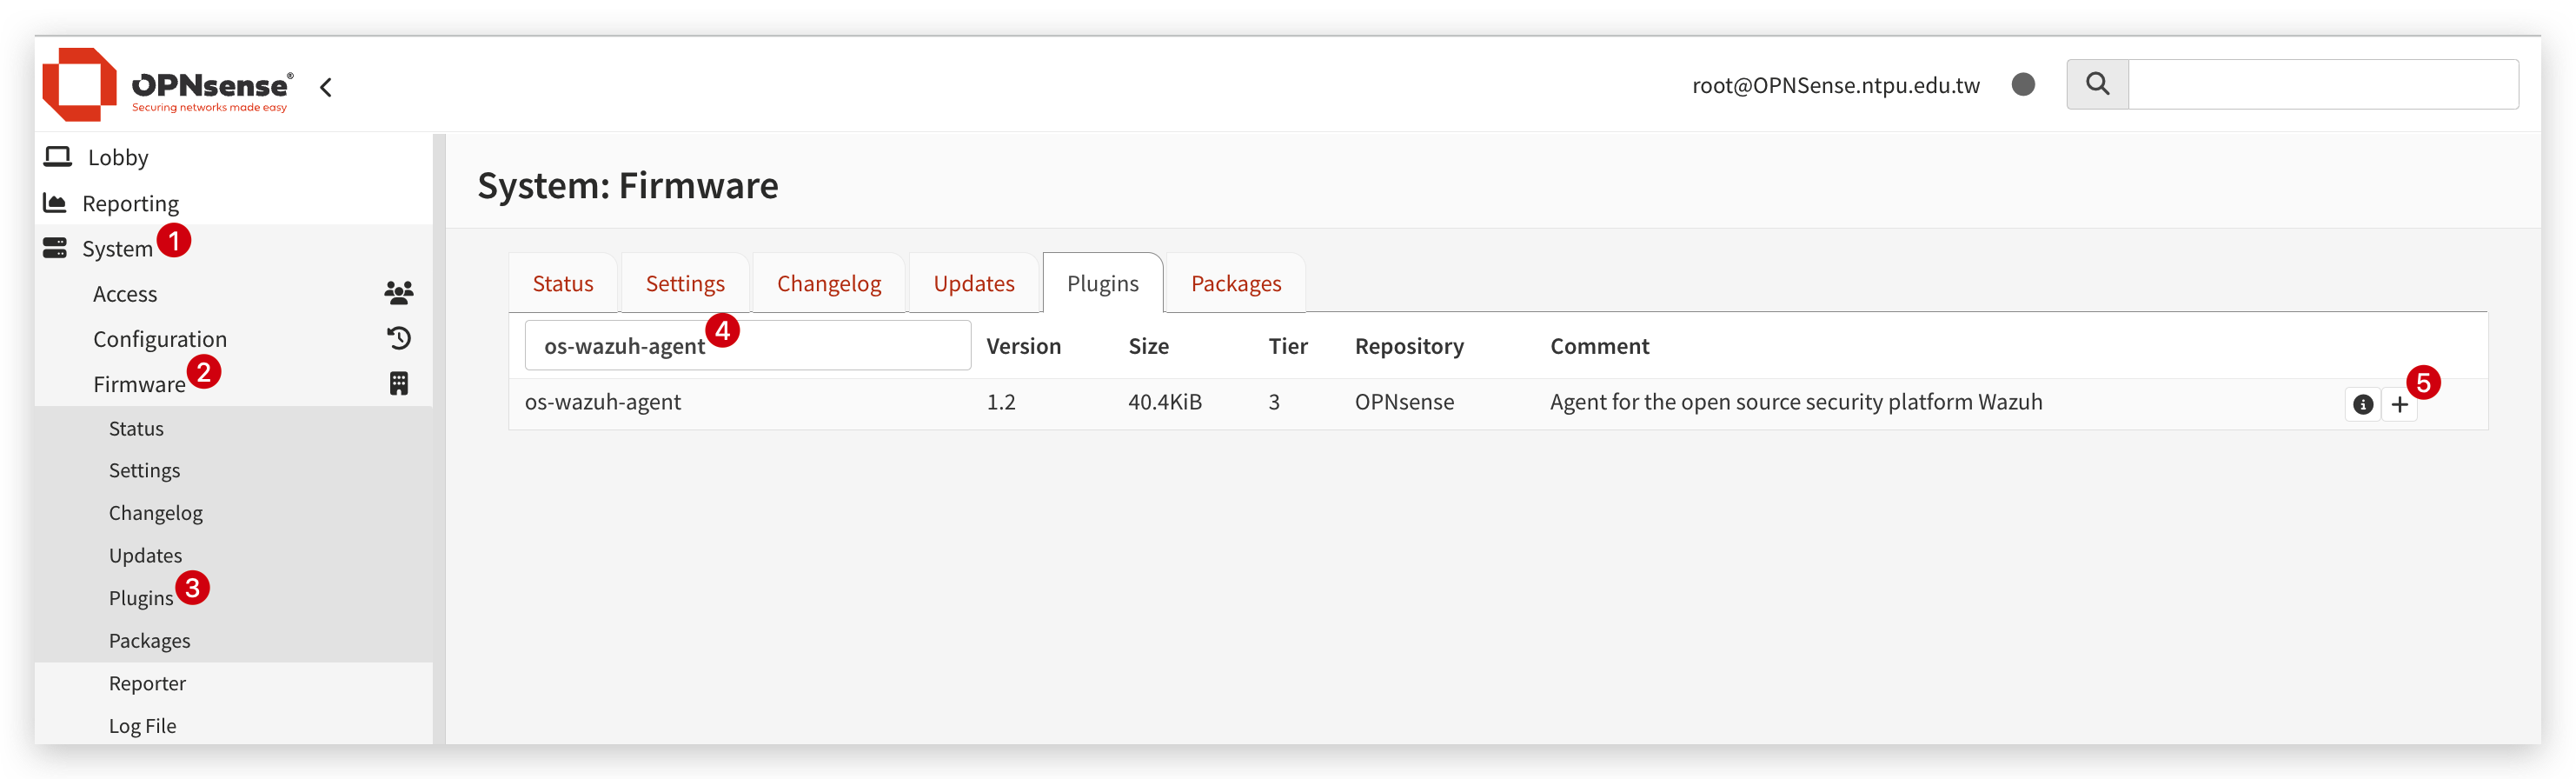 OPNsense®
Securing networks made easy
root@OPNSense.ntpu.edu.tw
Lobby
Reporting
System 1
Access
Configuration
Firmware 2
Status
Settings
Changelog
Updates
Plugins 3
Packages
Reporter
Log File
System: Firmware
Status Settings Changelog Updates Plugins Packages
os-wazuh-agent 4 Version Size Tier Repository Comment
os-wazuh-agent 1.2 40.4KiB 3 OPNsense Agent for the open source security platform Wazuh 5